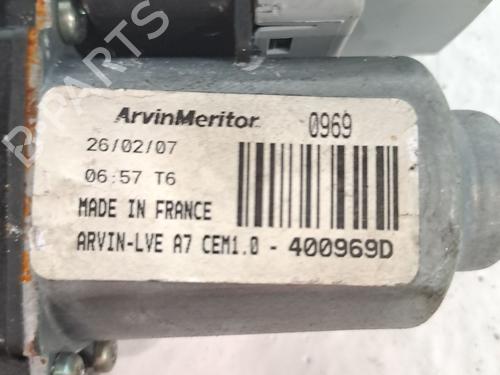 ArvinMeritor 0969
26/02/07
06:57 T6
MADE IN FRANCE
ARVIN-LVE A7 CEM1.0 - 400969D
B-PARTS